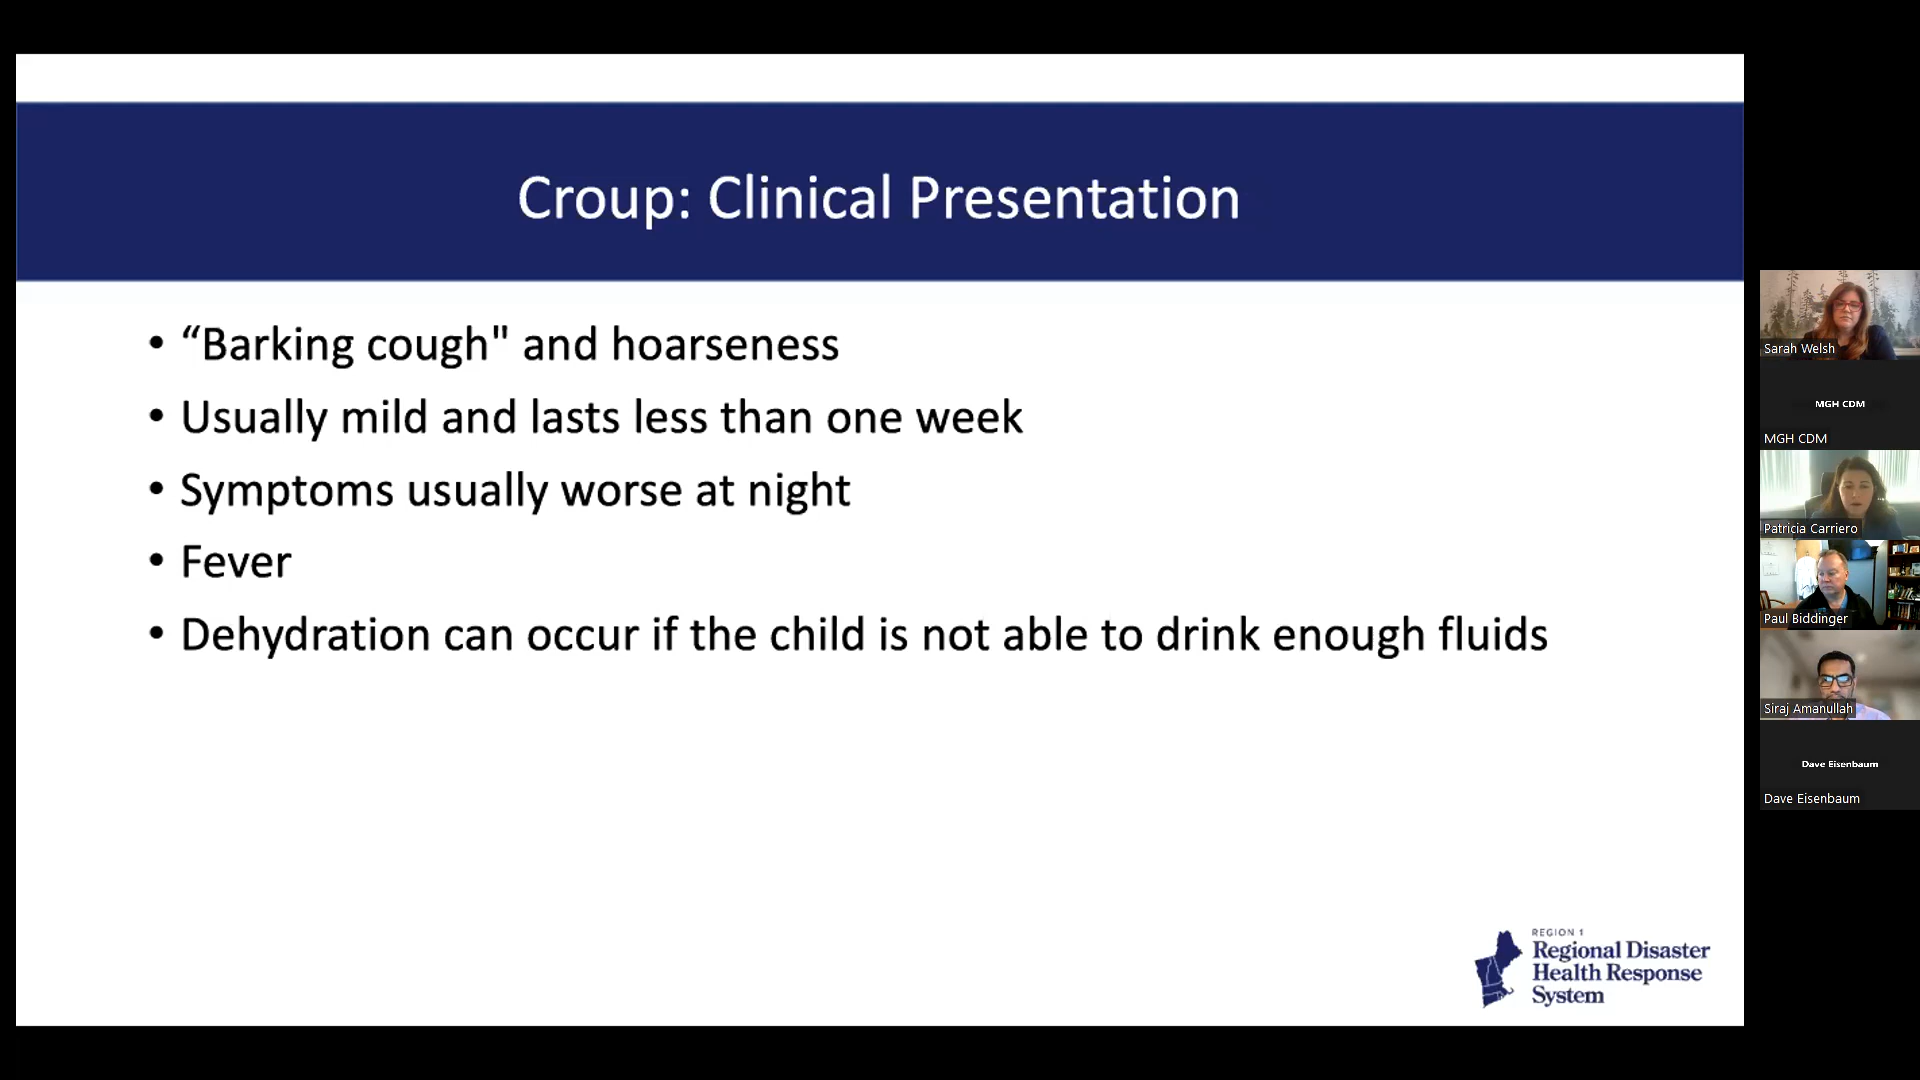 Croup: Clinical Presentation
• “Barking cough" and hoarseness
• Usually mild and lasts less than one week
• Symptoms usually worse at night
• Fever
• Dehydration can occur if the child is not able to drink enough fluids
REGION 1
Regional Disaster
Health Response
System
Sarah Welsh
MGH CDM
MGH CDM
Patricia Carriero
Paul Biddinger
Siraj Amanullah
Dave Eisenbaum
Dave Eisenbaum